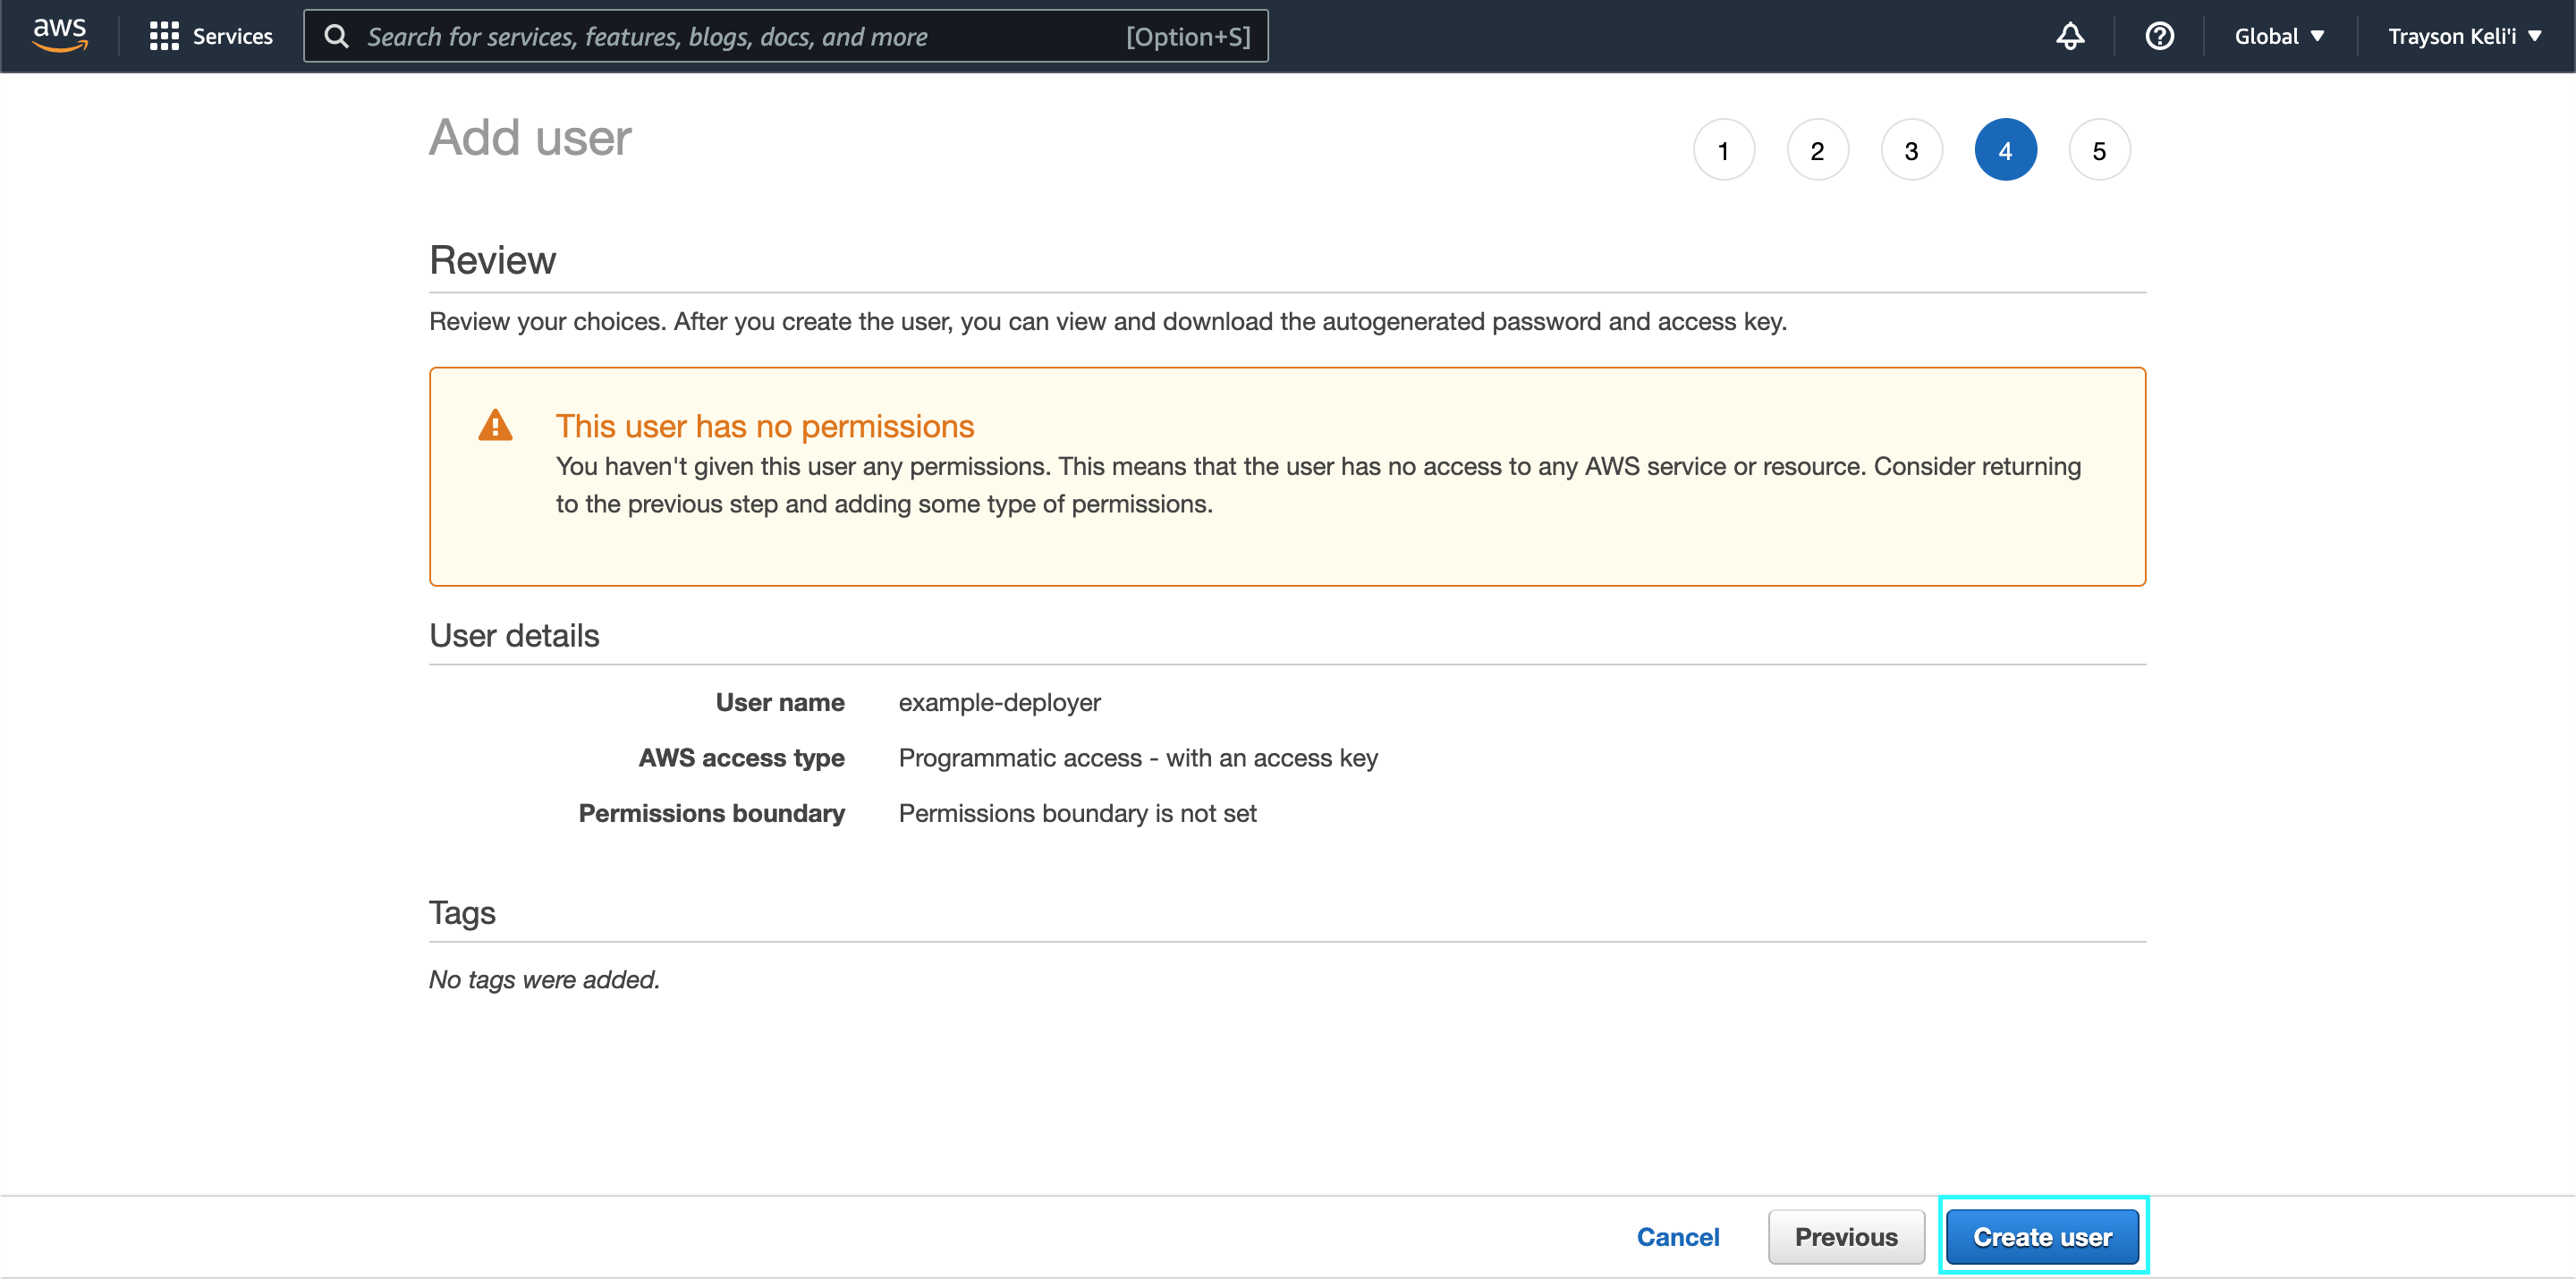 aws
Services
Search for services, features, blogs, docs, and more
[Option+S]
Global
Trayson Keli'i
Add user
1
2
3
4
5
Review
Review your choices. After you create the user, you can view and download the autogenerated password and access key.
This user has no permissions
You haven't given this user any permissions. This means that the user has no access to any AWS service or resource. Consider returning
to the previous step and adding some type of permissions.
User details
User name example-deployer
AWS access type Programmatic access - with an access key
Permissions boundary Permissions boundary is not set
Tags
No tags were added.
Cancel
Previous
Create user